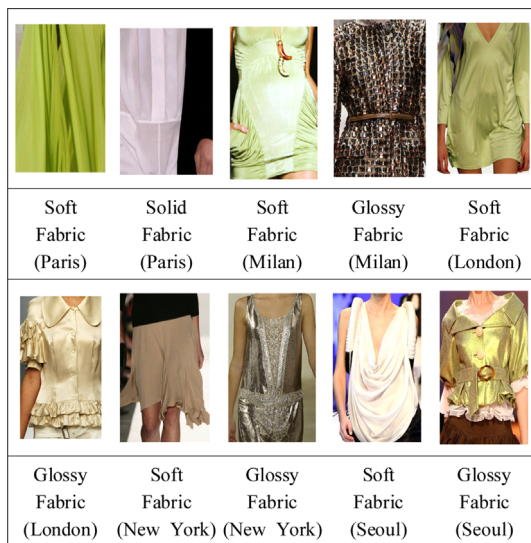 Soft Solid Soft Glossy Soft
Fabric Fabric Fabric Fabric Fabric
(Paris) (Paris) (Milan) (Milan) (London)
Glossy Soft Glossy Soft Glossy
Fabric Fabric Fabric Fabric Fabric
(London) (New York) (New York) (Seoul) (Seoul)